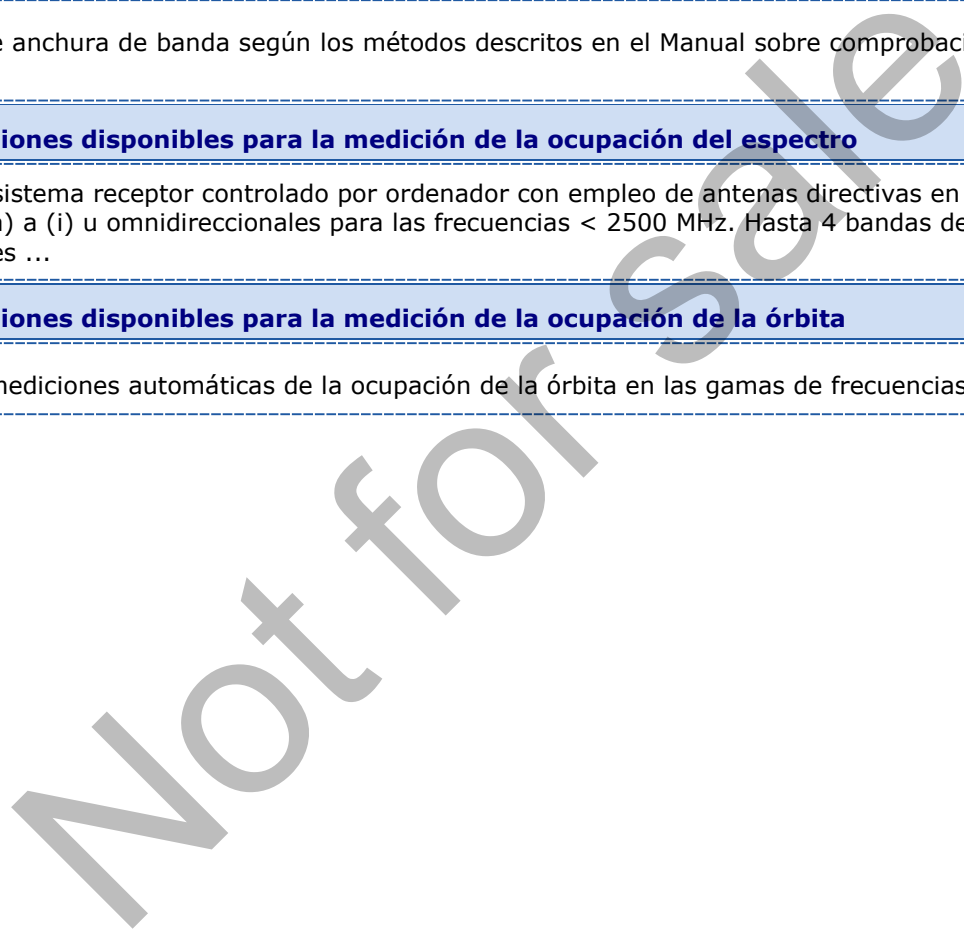 e anchura de banda según los métodos descritos en el Manual sobre comprobaci
iones disponibles para la medición de la ocupación del espectro
sistema receptor controlado por ordenador con empleo de antenas directivas en
) a (i) u omnidireccionales para las frecuencias < 2500 MHz. Hasta 4 bandas de
es ...
iones disponibles para la medición de la ocupación de la órbita
mediciones automáticas de la ocupación de la órbita en las gamas de frecuencias
Not for sale